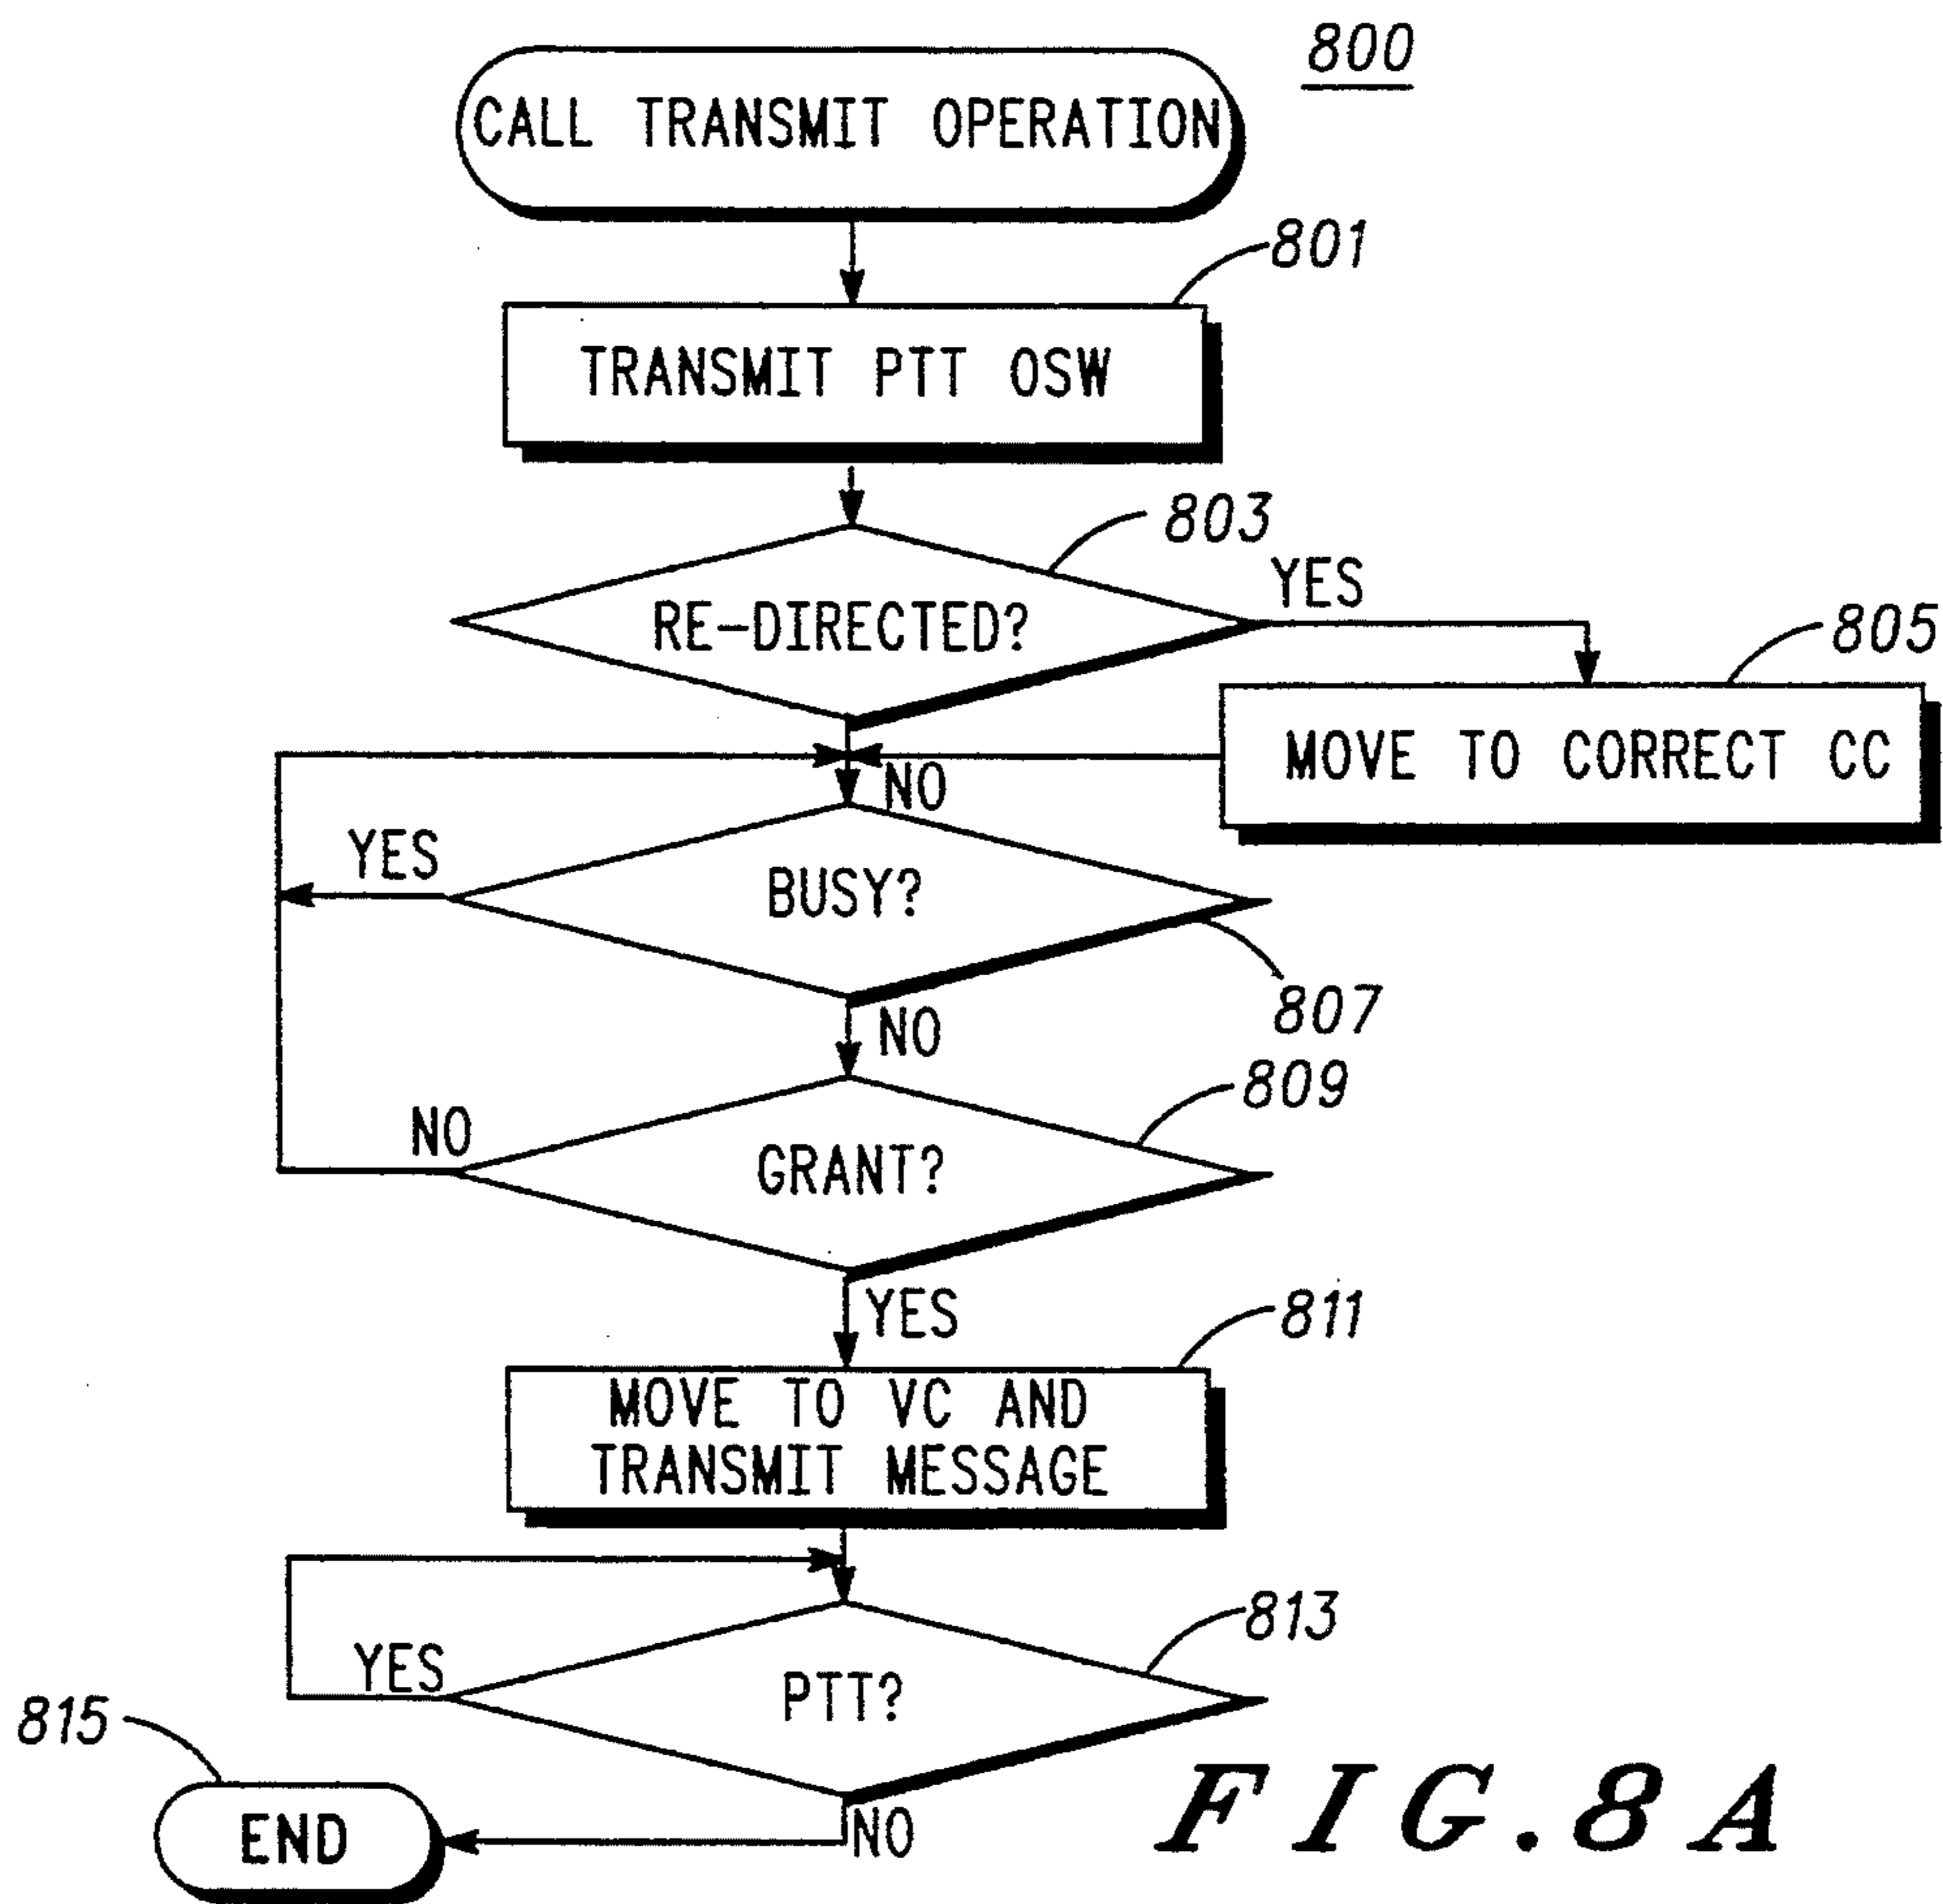 800
CALL TRANSMIT OPERATION
801
TRANSMIT PTT OSW
803
YES
RE-DIRECTED?
805
MOVE TO CORRECT CC
NO
YES
BUSY?
807
NO
809
NO
GRANT?
YES
811
MOVE TO VC AND
TRANSMIT MESSAGE
813
YES
PTT?
815
NO
END
FIG.8A